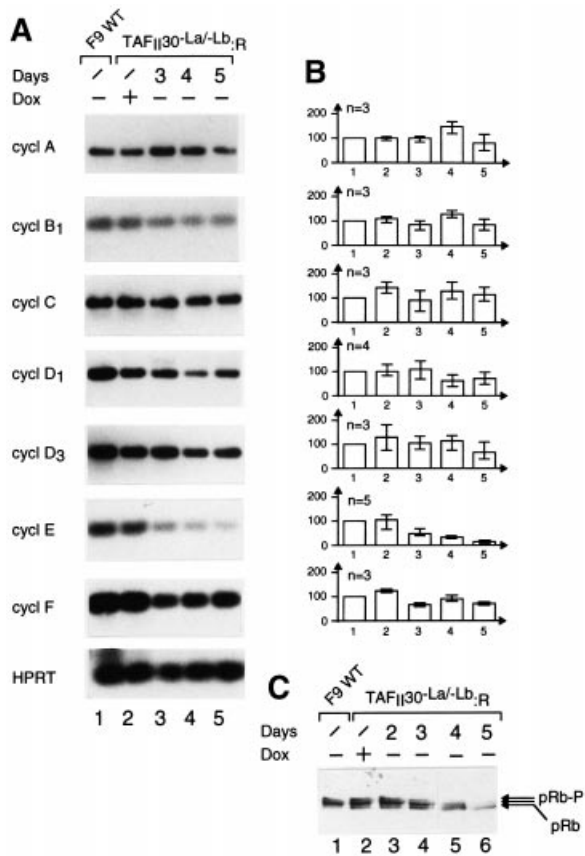 A
F9 WT
TAFII30-La/-Lb:R
Days / / 3 4 5
Dox + − − −
cycl A
cycl B1
cycl C
cycl D1
cycl D3
cycl E
cycl F
HPRT
1 2 3 4 5
B
n=3
200
100
0
1 2 3 4 5
n=3
200
100
0
1 2 3 4 5
n=3
200
100
0
1 2 3 4 5
n=4
200
100
0
1 2 3 4 5
n=3
200
100
0
1 2 3 4 5
n=5
200
100
0
1 2 3 4 5
n=3
200
100
0
1 2 3 4 5
C
F9 WT
TAFII30-La/-Lb:R
Days / / 2 3 4 5
Dox + − − − −
pRb-P
pRb
1 2 3 4 5 6